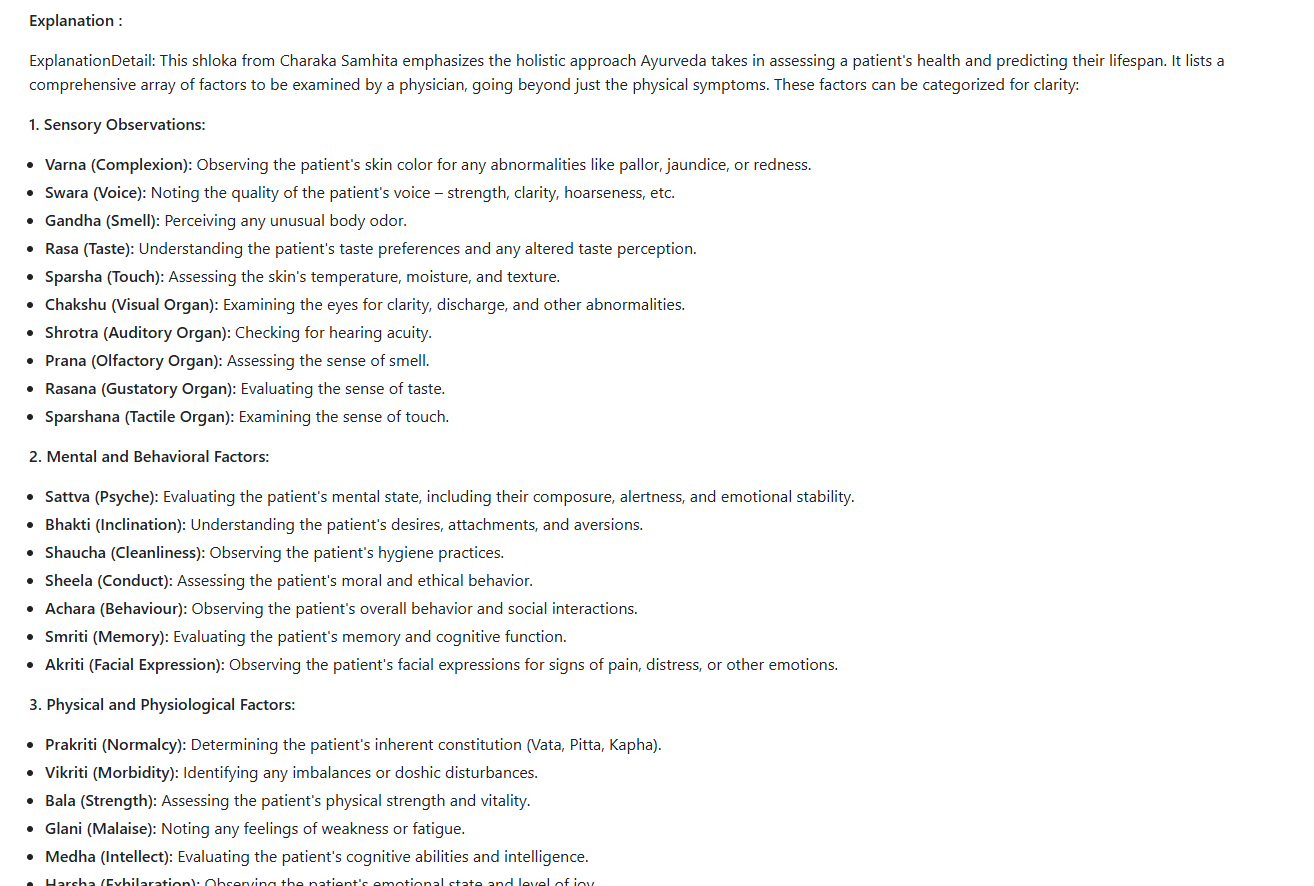 Explanation :
ExplanationDetail: This shloka from Charaka Samhita emphasizes the holistic approach Ayurveda takes in assessing a patient's health and predicting their lifespan. It lists a
comprehensive array of factors to be examined by a physician, going beyond just the physical symptoms. These factors can be categorized for clarity:
1. Sensory Observations:
• Varna (Complexion): Observing the patient's skin color for any abnormalities like pallor, jaundice, or redness.
• Swara (Voice): Noting the quality of the patient's voice – strength, clarity, hoarseness, etc.
• Gandha (Smell): Perceiving any unusual body odor.
• Rasa (Taste): Understanding the patient's taste preferences and any altered taste perception.
• Sparsha (Touch): Assessing the skin's temperature, moisture, and texture.
• Chakshu (Visual Organ): Examining the eyes for clarity, discharge, and other abnormalities.
• Shrotra (Auditory Organ): Checking for hearing acuity.
• Prana (Olfactory Organ): Assessing the sense of smell.
• Rasana (Gustatory Organ): Evaluating the sense of taste.
• Sparshana (Tactile Organ): Examining the sense of touch.
2. Mental and Behavioral Factors:
• Sattva (Psyche): Evaluating the patient's mental state, including their composure, alertness, and emotional stability.
• Bhakti (Inclination): Understanding the patient's desires, attachments, and aversions.
• Shaucha (Cleanliness): Observing the patient's hygiene practices.
• Sheela (Conduct): Assessing the patient's moral and ethical behavior.
• Achara (Behaviour): Observing the patient's overall behavior and social interactions.
• Smriti (Memory): Evaluating the patient's memory and cognitive function.
• Akriti (Facial Expression): Observing the patient's facial expressions for signs of pain, distress, or other emotions.
3. Physical and Physiological Factors:
• Prakriti (Normalcy): Determining the patient's inherent constitution (Vata, Pitta, Kapha).
• Vikriti (Morbidity): Identifying any imbalances or doshic disturbances.
• Bala (Strength): Assessing the patient's physical strength and vitality.
• Glani (Malaise): Noting any feelings of weakness or fatigue.
• Medha (Intellect): Evaluating the patient's cognitive abilities and intelligence.
• Harsha (Exhilaration): Observing the patient's emotional state and level of joy.